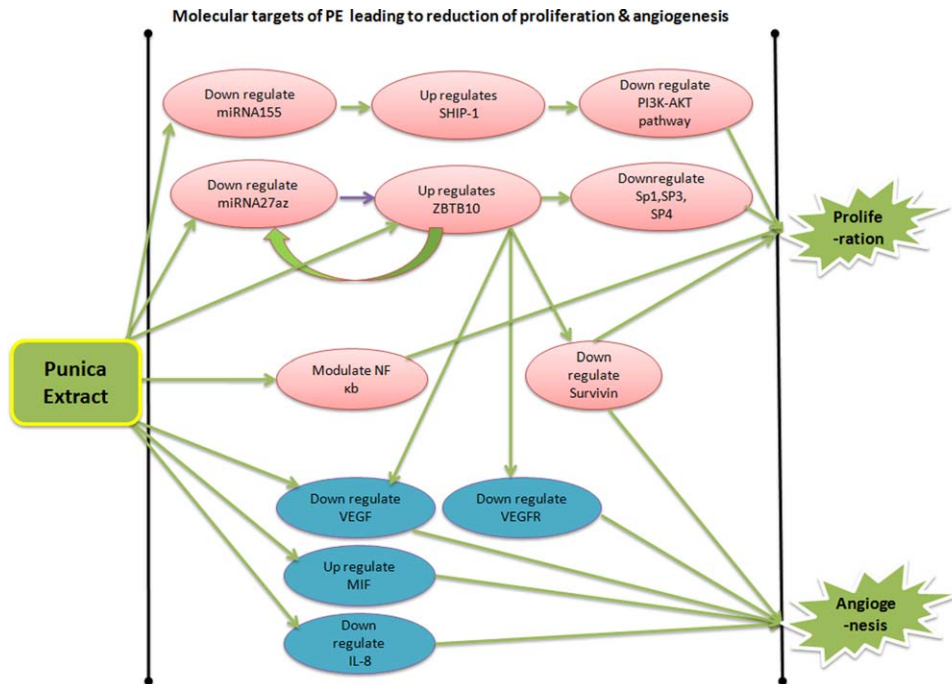 Molecular targets of PE leading to reduction of proliferation & angiogenesis
Down regulate
miRNA155
Up regulates
SHIP-1
Down regulate
PI3K-AKT
pathway
Down regulate
miRNA27az
Up regulates
ZBTB10
Downregulate
Sp1,SP3,
SP4
Prolife
-ration
Punica
Extract
Modulate NF
κb
Down
regulate
Survivin
Down regulate
VEGF
Down regulate
VEGFR
Up regulate
MIF
Down
regulate
IL-8
Angioge
-nesis